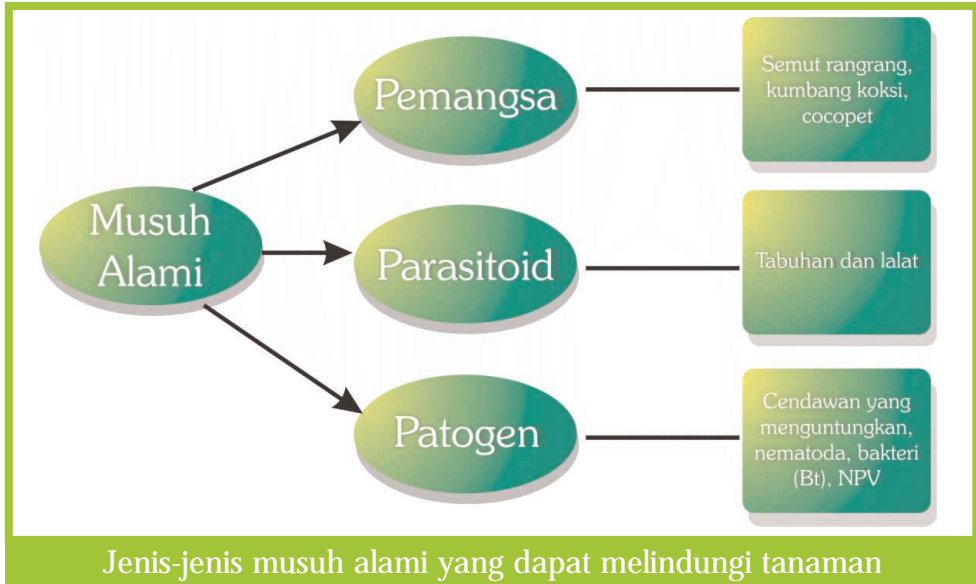 Musuh
Alami
Pemangsa
Semut rangrang,
kumbang koksi,
cocopet
Parasitoid
Tabuhan dan lalat
Patogen
Cendawan yang
menguntungkan,
nematoda, bakteri
(Bt), NPV
Jenis-jenis musuh alami yang dapat melindungi tanaman